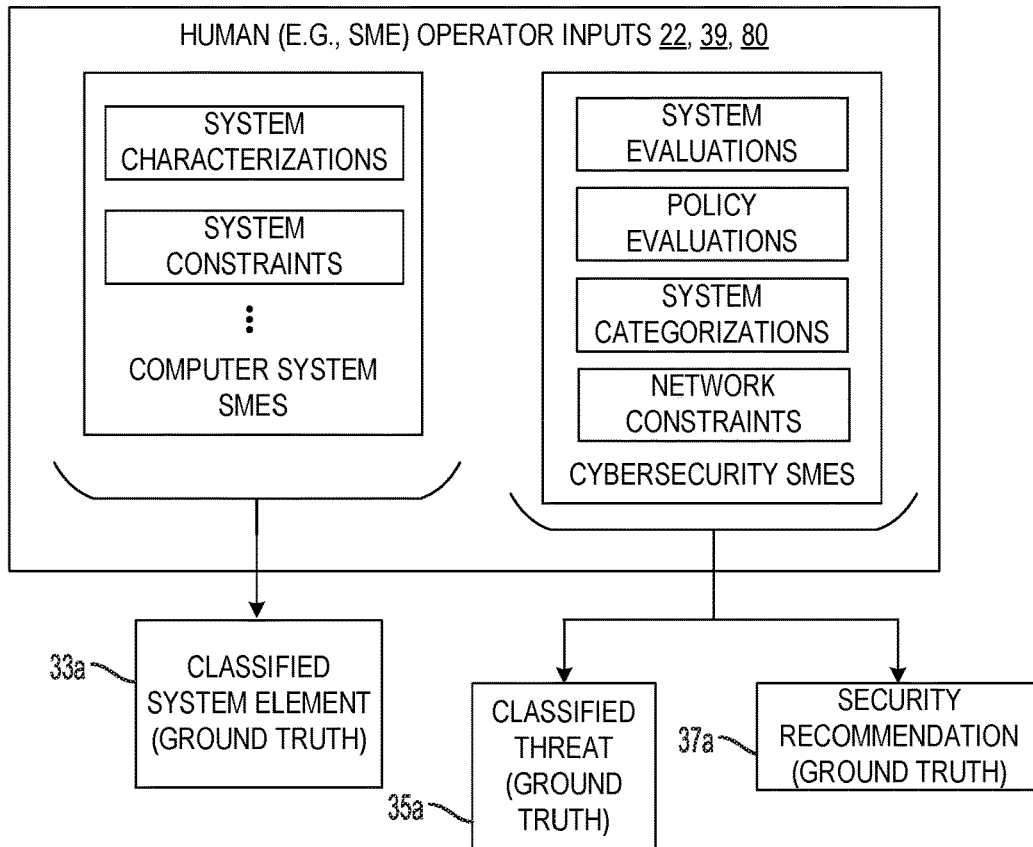 HUMAN (E.G., SME) OPERATOR INPUTS 22, 39, 80
SYSTEM
CHARACTERIZATIONS
SYSTEM
CONSTRAINTS
COMPUTER SYSTEM
SMES
SYSTEM
EVALUATIONS
POLICY
EVALUATIONS
SYSTEM
CATEGORIZATIONS
NETWORK
CONSTRAINTS
CYBERSECURITY SMES
33a
CLASSIFIED
SYSTEM ELEMENT
(GROUND TRUTH)
35a
CLASSIFIED
THREAT
(GROUND
TRUTH)
37a
SECURITY
RECOMMENDATION
(GROUND TRUTH)